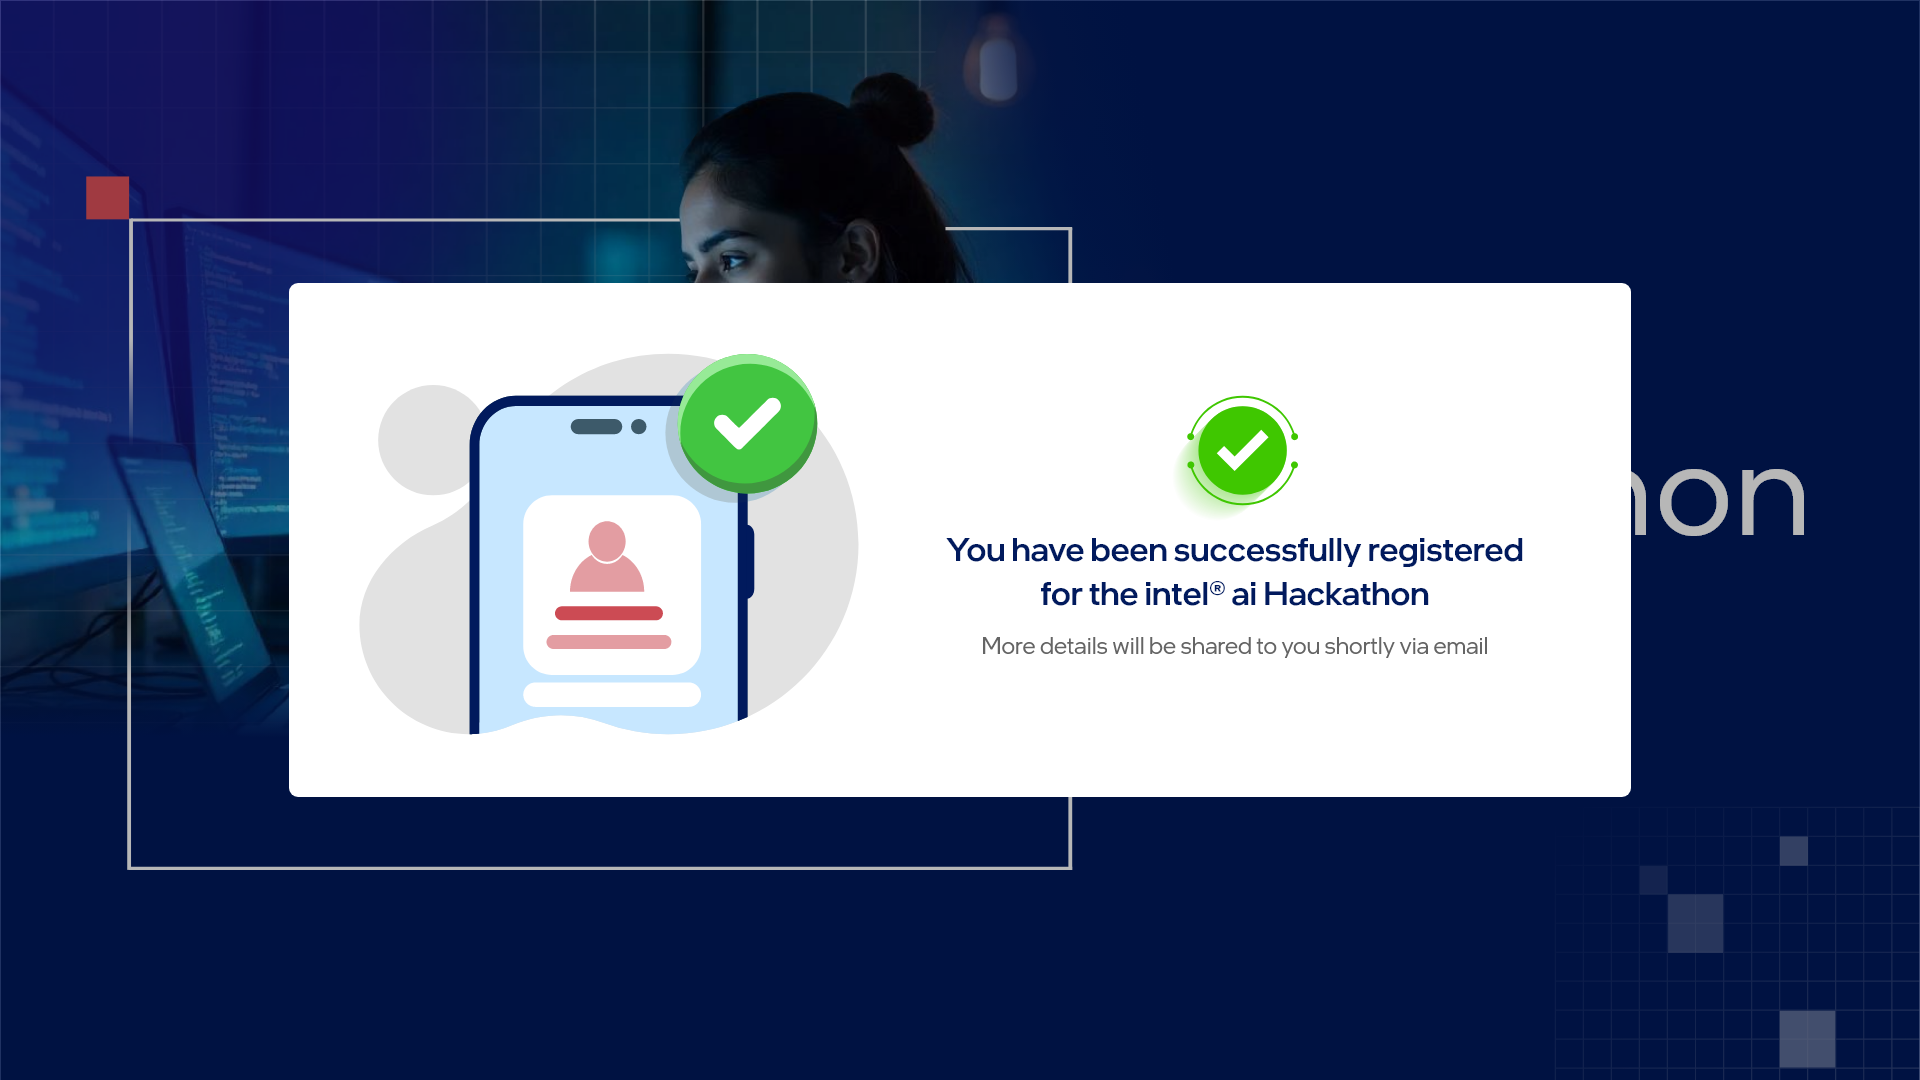 You have been successfully registered
for the intel® ai Hackathon
More details will be shared to you shortly via email